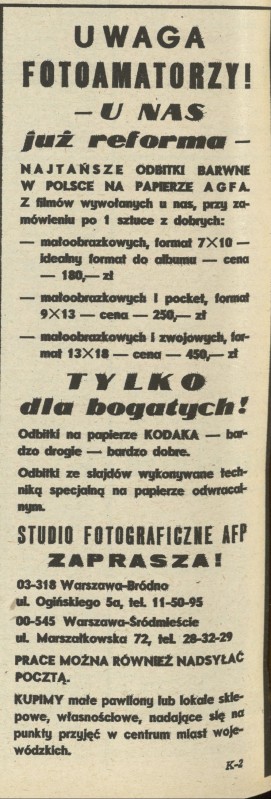 UWAGA
FOTOAMATORZY!
— U NAS
już reforma —
NAJTAŃSZE ODBITKI BARWNE
W POLSCE NA PAPIERZE AGFA.
Z filmów wywołanych u nas, przy za-
mówieniu po 1 sztuce z dobrych:
— małoobrazkowych, format 7×10 —
idealny format do albumu — cena
— 180,— zł
— małoobrazkowych i pocket, format
9×13 — cena — 250,— zł
— małoobrazkowych i zwojowych, for-
mat 13×18 — cena — 450,— zł
TYLKO
dla bogatych!
Odbitki na papierze KODAKA — bar-
dzo drogie — bardzo dobre.
Odbitki ze slajdów wykonywane tech-
niką specjalną na papierze odwracal-
nym.
STUDIO FOTOGRAFICZNE AFP
ZAPRASZA!
03-318 Warszawa-Bródno
ul. Ogińskiego 5a, tel. 11-50-95
00-545 Warszawa-Śródmieście
ul. Marszałkowska 72, tel. 28-32-29
PRACE MOŻNA RÓWNIEŻ NADSYŁAĆ
POCZTĄ.
KUPIMY małe pawilony lub lokale skle-
powe, własnościowe, nadające się na
punkty przyjęć w centrum miast woje-
wódzkich.
K-2